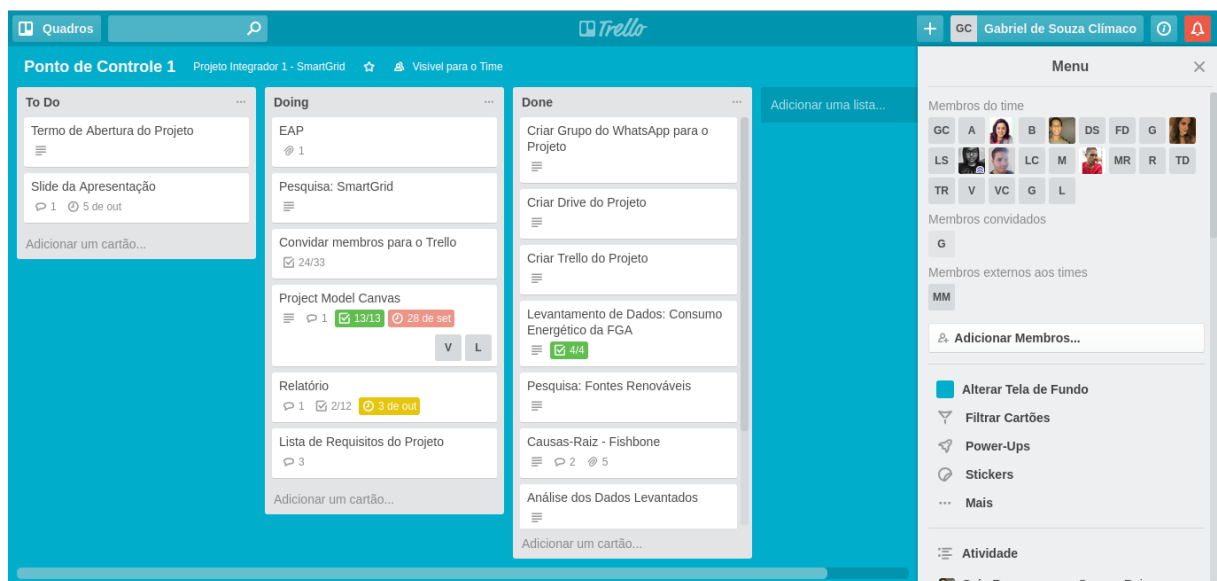 Quadros
Trello
GC Gabriel de Souza Clímaco
Ponto de Controle 1 Projeto Integrador 1 - SmartGrid Visível para o Time
To Do
Termo de Abertura do Projeto
Slide da Apresentação
1 5 de out
Adicionar um cartão...
Doing
EAP
1
Pesquisa: SmartGrid
Convidar membros para o Trello
24/33
Project Model Canvas
1 13/13 28 de set
V L
Relatório
1 2/12 3 de out
Lista de Requisitos do Projeto
3
Adicionar um cartão...
Done
Criar Grupo do WhatsApp para o
Projeto
Criar Drive do Projeto
Criar Trello do Projeto
Levantamento de Dados: Consumo
Energético da FGA
4/4
Pesquisa: Fontes Renováveis
Causas-Raiz - Fishbone
2 5
Análise dos Dados Levantados
Adicionar um cartão...
Adicionar uma lista...
Menu
Membros do time
GC A B DS FD G
LS LC M MR R TD
TR V VC G L
Membros convidados
G
Membros externos aos times
MM
Adicionar Membros...
Alterar Tela de Fundo
Filtrar Cartões
Power-Ups
Stickers
Mais
Atividade